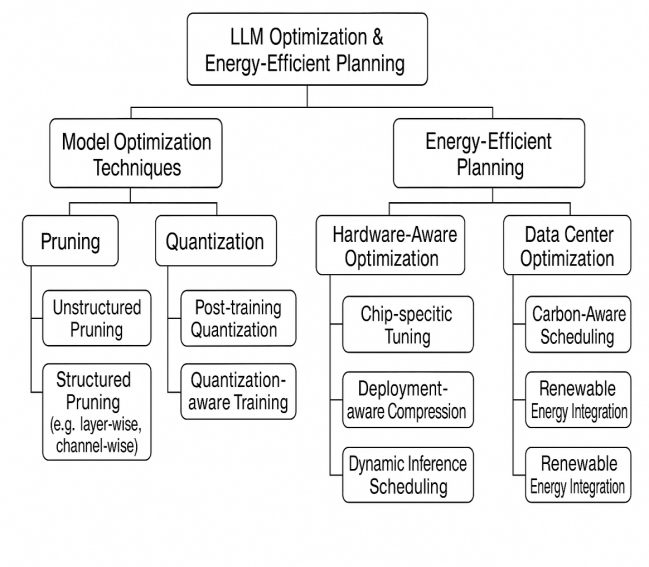 LLM Optimization &
Energy-Efficient Planning
Model Optimization
Techniques
Energy-Efficient
Planning
Pruning
Quantization
Hardware-Aware
Optimization
Data Center
Optimization
Unstructured
Pruning
Post-training
Quantization
Chip-specitic
Tuning
Carbon-Aware
Scheduling
Structured
Pruning
(e.g. layer-wise,
channel-wise)
Quantization-
aware Training
Deployment-
aware Compression
Renewable
Energy Integration
Dynamic Inference
Scheduling
Renewable
Energy Integration